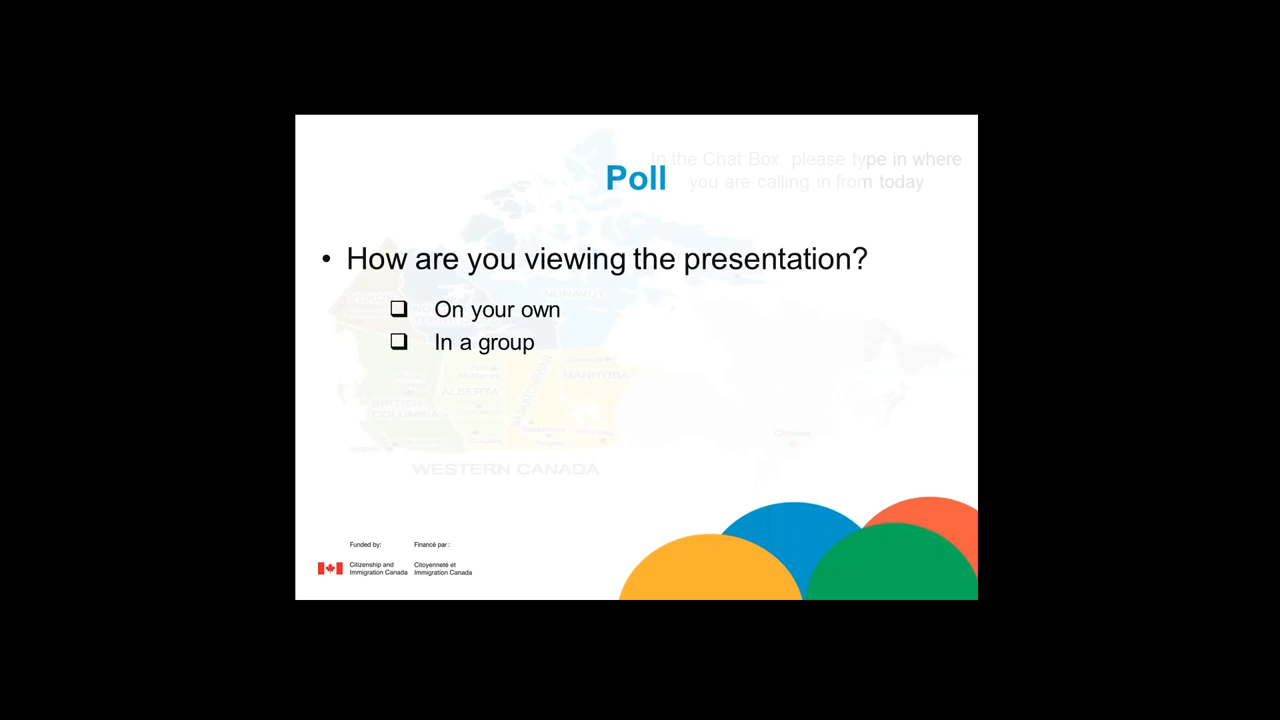 In the Chat Box, please type in where
you are calling in from today
Poll
• How are you viewing the presentation?
❑ On your own
❑ In a group
NUNAVUT
ALBERTA
SASKATCHEWAN
MANITOBA
BRITISH
COLUMBIA
WESTERN CANADA
Funded by: Financé par :
Citizenship and Citoyenneté et
Immigration Canada Immigration Canada